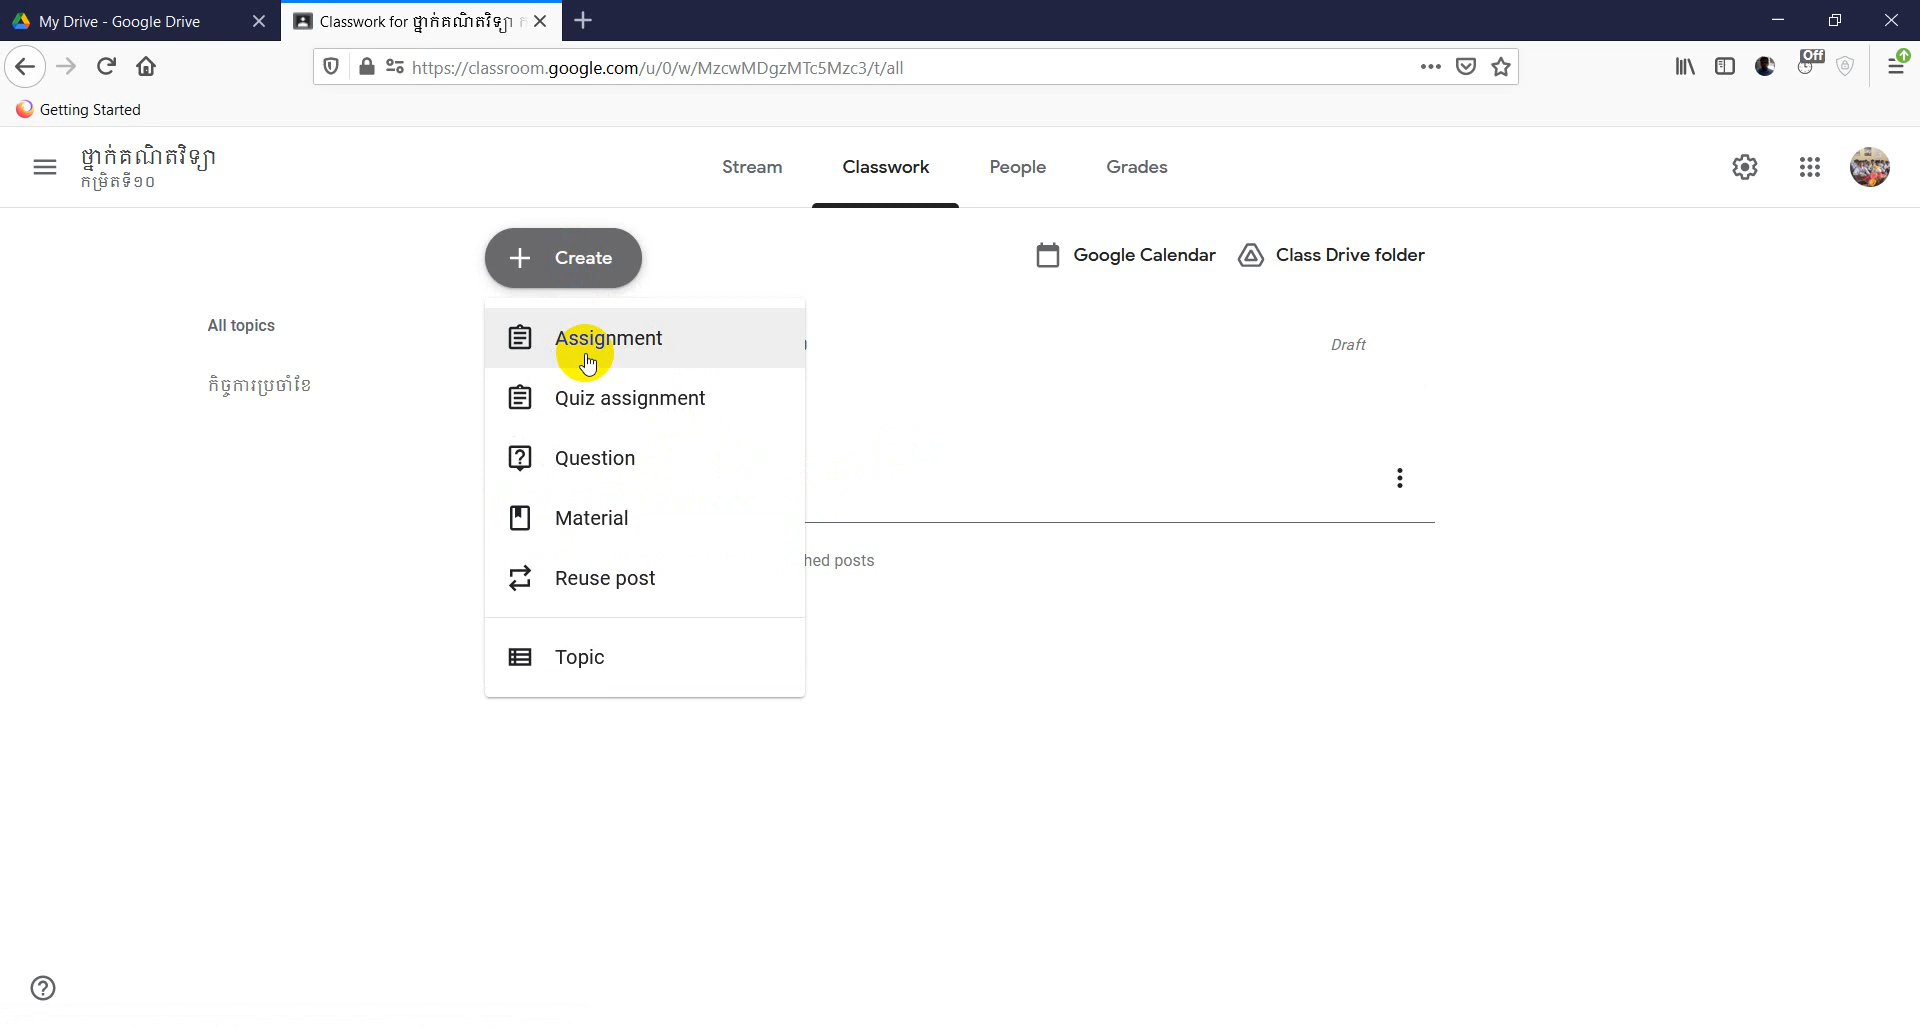 My Drive - Google Drive
Classwork for ថ្នាក់គណិតវិទ្យា
Off
https://classroom.google.com/u/0/w/MzcwMDgzMTc5Mzc3/t/all
Getting Started
ថ្នាក់គណិតវិទ្យា
កម្រិតទី១០
Stream
Classwork
People
Grades
Create
Google Calendar
Class Drive folder
All topics
Assignment
Draft
កិច្ចការប្រចាំខែ
Quiz assignment
Question
Material
hed posts
Reuse post
Topic